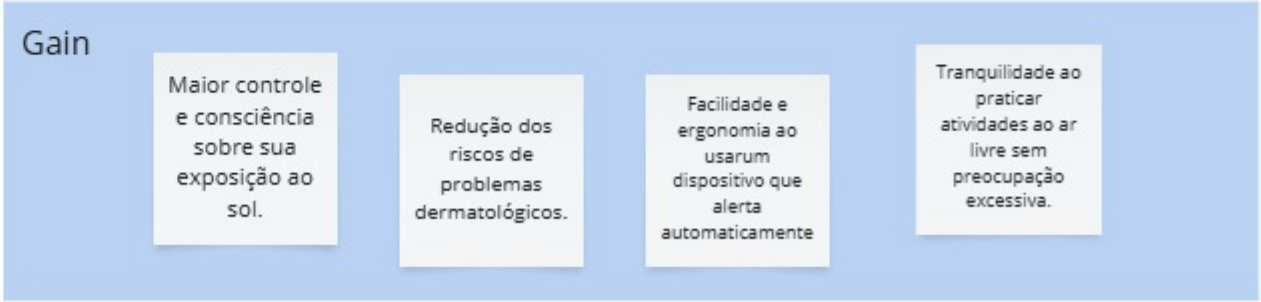 Gain
Maior controle
e consciência
sobre sua
exposição ao
sol.
Redução dos
riscos de
problemas
dermatológicos.
Facilidade e
ergonomia ao
usarum
dispositivo que
alerta
automaticamente
Tranquilidade ao
praticar
atividades ao ar
livre sem
preocupação
excessiva.